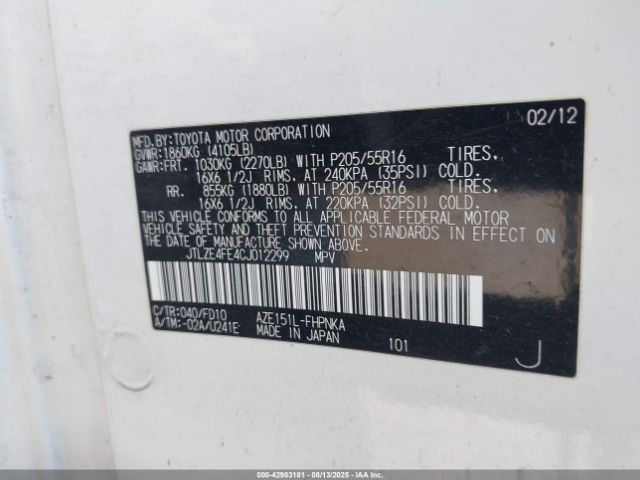 MFD. BY: TOYOTA MOTOR CORPORATION 02/12
GVWR: 1860KG (4105LB)
GAWR: FRT. 1030KG (2270LB) WITH P205/55R16 TIRES,
16X6 1/2J RIMS, AT 240KPA (35PSI) COLD.
RR. 855KG (1880LB) WITH P205/55R16 TIRES,
16X6 1/2J RIMS, AT 220KPA (32PSI) COLD.
THIS VEHICLE CONFORMS TO ALL APPLICABLE FEDERAL MOTOR
VEHICLE SAFETY AND THEFT PREVENTION STANDARDS IN EFFECT
ON THE DATE OF MANUFACTURE SHOWN ABOVE.
JTLZE4FE4CJ012299 MPV
C/TR: 040/FD10 AZE151L-FHPNKA
A/TM: -02A/U241E MADE IN JAPAN 101 J
000-42983181 - 08/13/2025 - IAA, Inc.